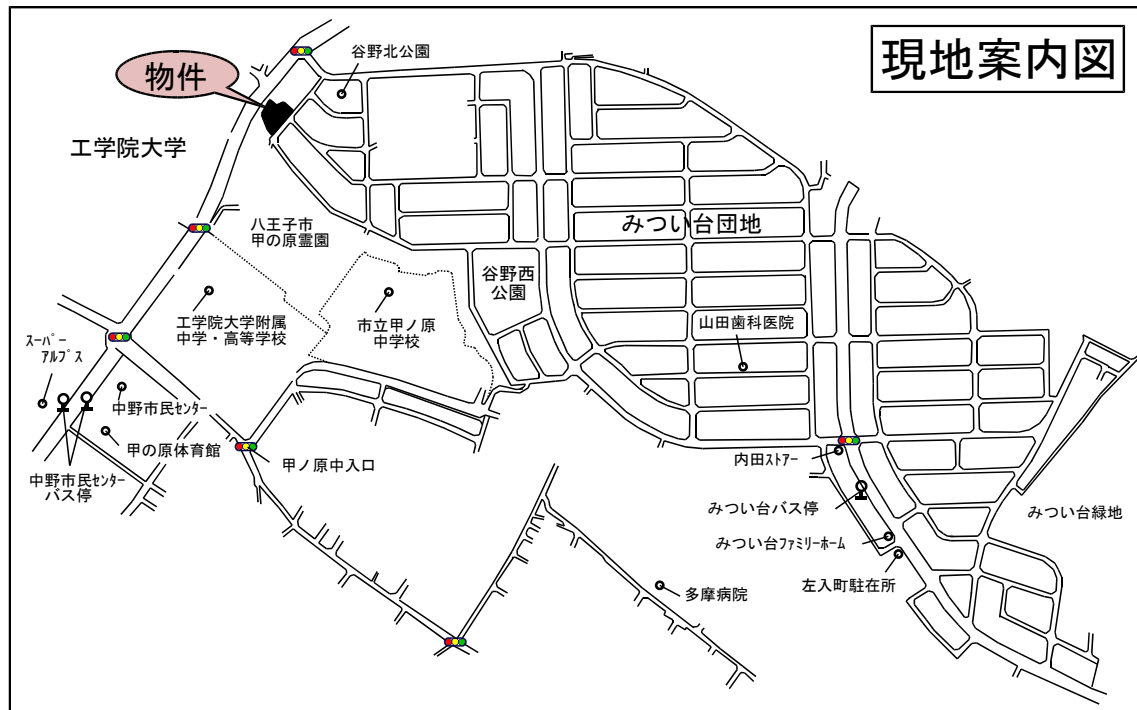 現地案内図
谷野北公園
物件
工学院大学
八王子市
甲の原霊園
みつい台団地
谷野西
公園
工学院大学附属
中学・高等学校
市立甲ノ原
中学校
山田歯科医院
ｽｰﾊﾟｰ
ｱﾙﾌﾟｽ
中野市民ｾﾝﾀｰ
甲の原体育館
中野市民ｾﾝﾀｰ
バス停
甲ノ原中入口
内田ｽﾄｱｰ
みつい台バス停
みつい台緑地
みつい台ﾌｧﾐﾘｰホーム
左入町駐在所
多摩病院